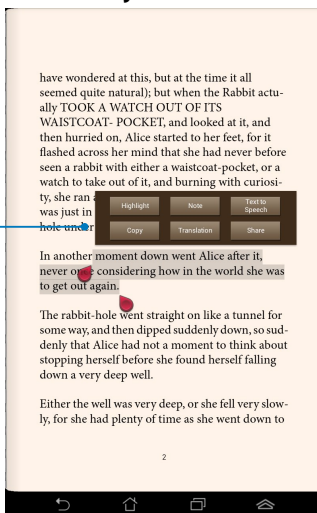 have wondered at this, but at the time it all
seemed quite natural); but when the Rabbit actu-
ally TOOK A WATCH OUT OF ITS
WAISTCOAT- POCKET, and looked at it, and
then hurried on, Alice started to her feet, for it
flashed across her mind that she had never before
seen a rabbit with either a waistcoat-pocket, or a
watch to take out of it, and burning with curiosi-
ty, she ran
was just in
hole under
Highlight Note Text to Speech
Copy Translation Share
In another moment down went Alice after it,
never once considering how in the world she was
to get out again.
The rabbit-hole went straight on like a tunnel for
some way, and then dipped suddenly down, so sud-
denly that Alice had not a moment to think about
stopping herself before she found herself falling
down a very deep well.
Either the well was very deep, or she fell very slow-
ly, for she had plenty of time as she went down to
2